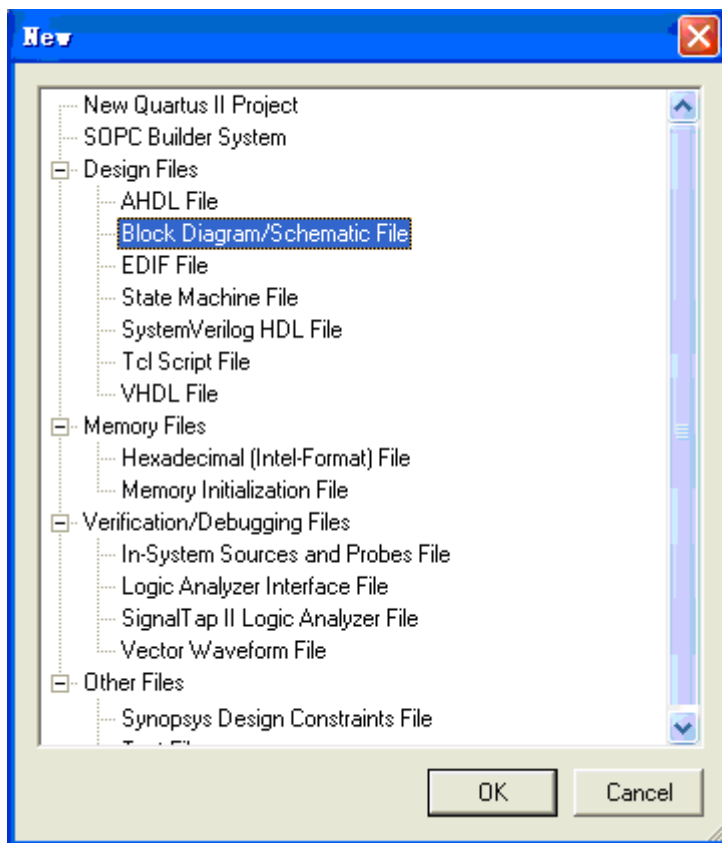 New
New Quartus II Project
SOPC Builder System
Design Files
AHDL File
Block Diagram/Schematic File
EDIF File
State Machine File
SystemVerilog HDL File
Tcl Script File
VHDL File
Memory Files
Hexadecimal (Intel-Format) File
Memory Initialization File
Verification/Debugging Files
In-System Sources and Probes File
Logic Analyzer Interface File
SignalTap II Logic Analyzer File
Vector Waveform File
Other Files
Synopsys Design Constraints File
OK Cancel